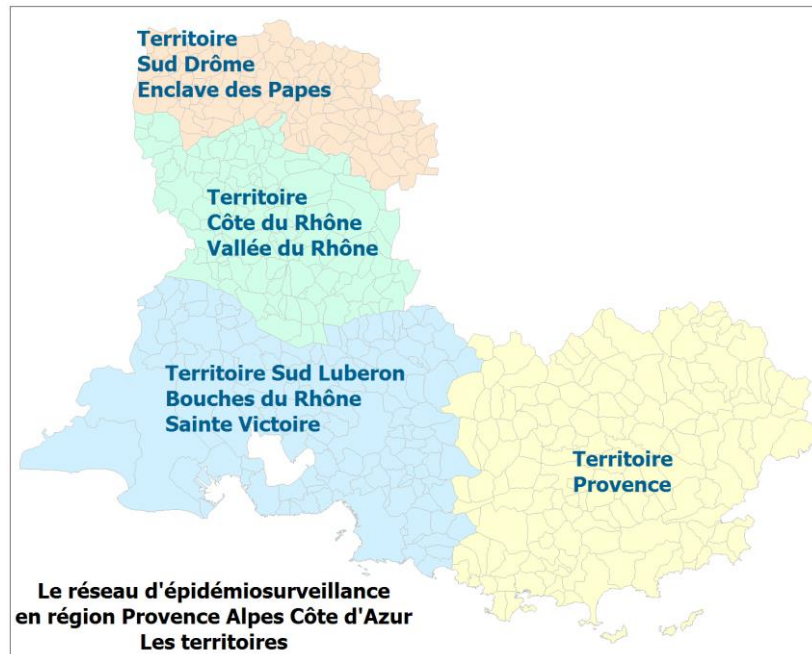 Territoire
Sud Drôme
Enclave des Papes
Territoire
Côte du Rhône
Vallée du Rhône
Territoire Sud Luberon
Bouches du Rhône
Sainte Victoire
Territoire
Provence
Le réseau d'épidémiosurveillance
en région Provence Alpes Côte d'Azur
Les territoires